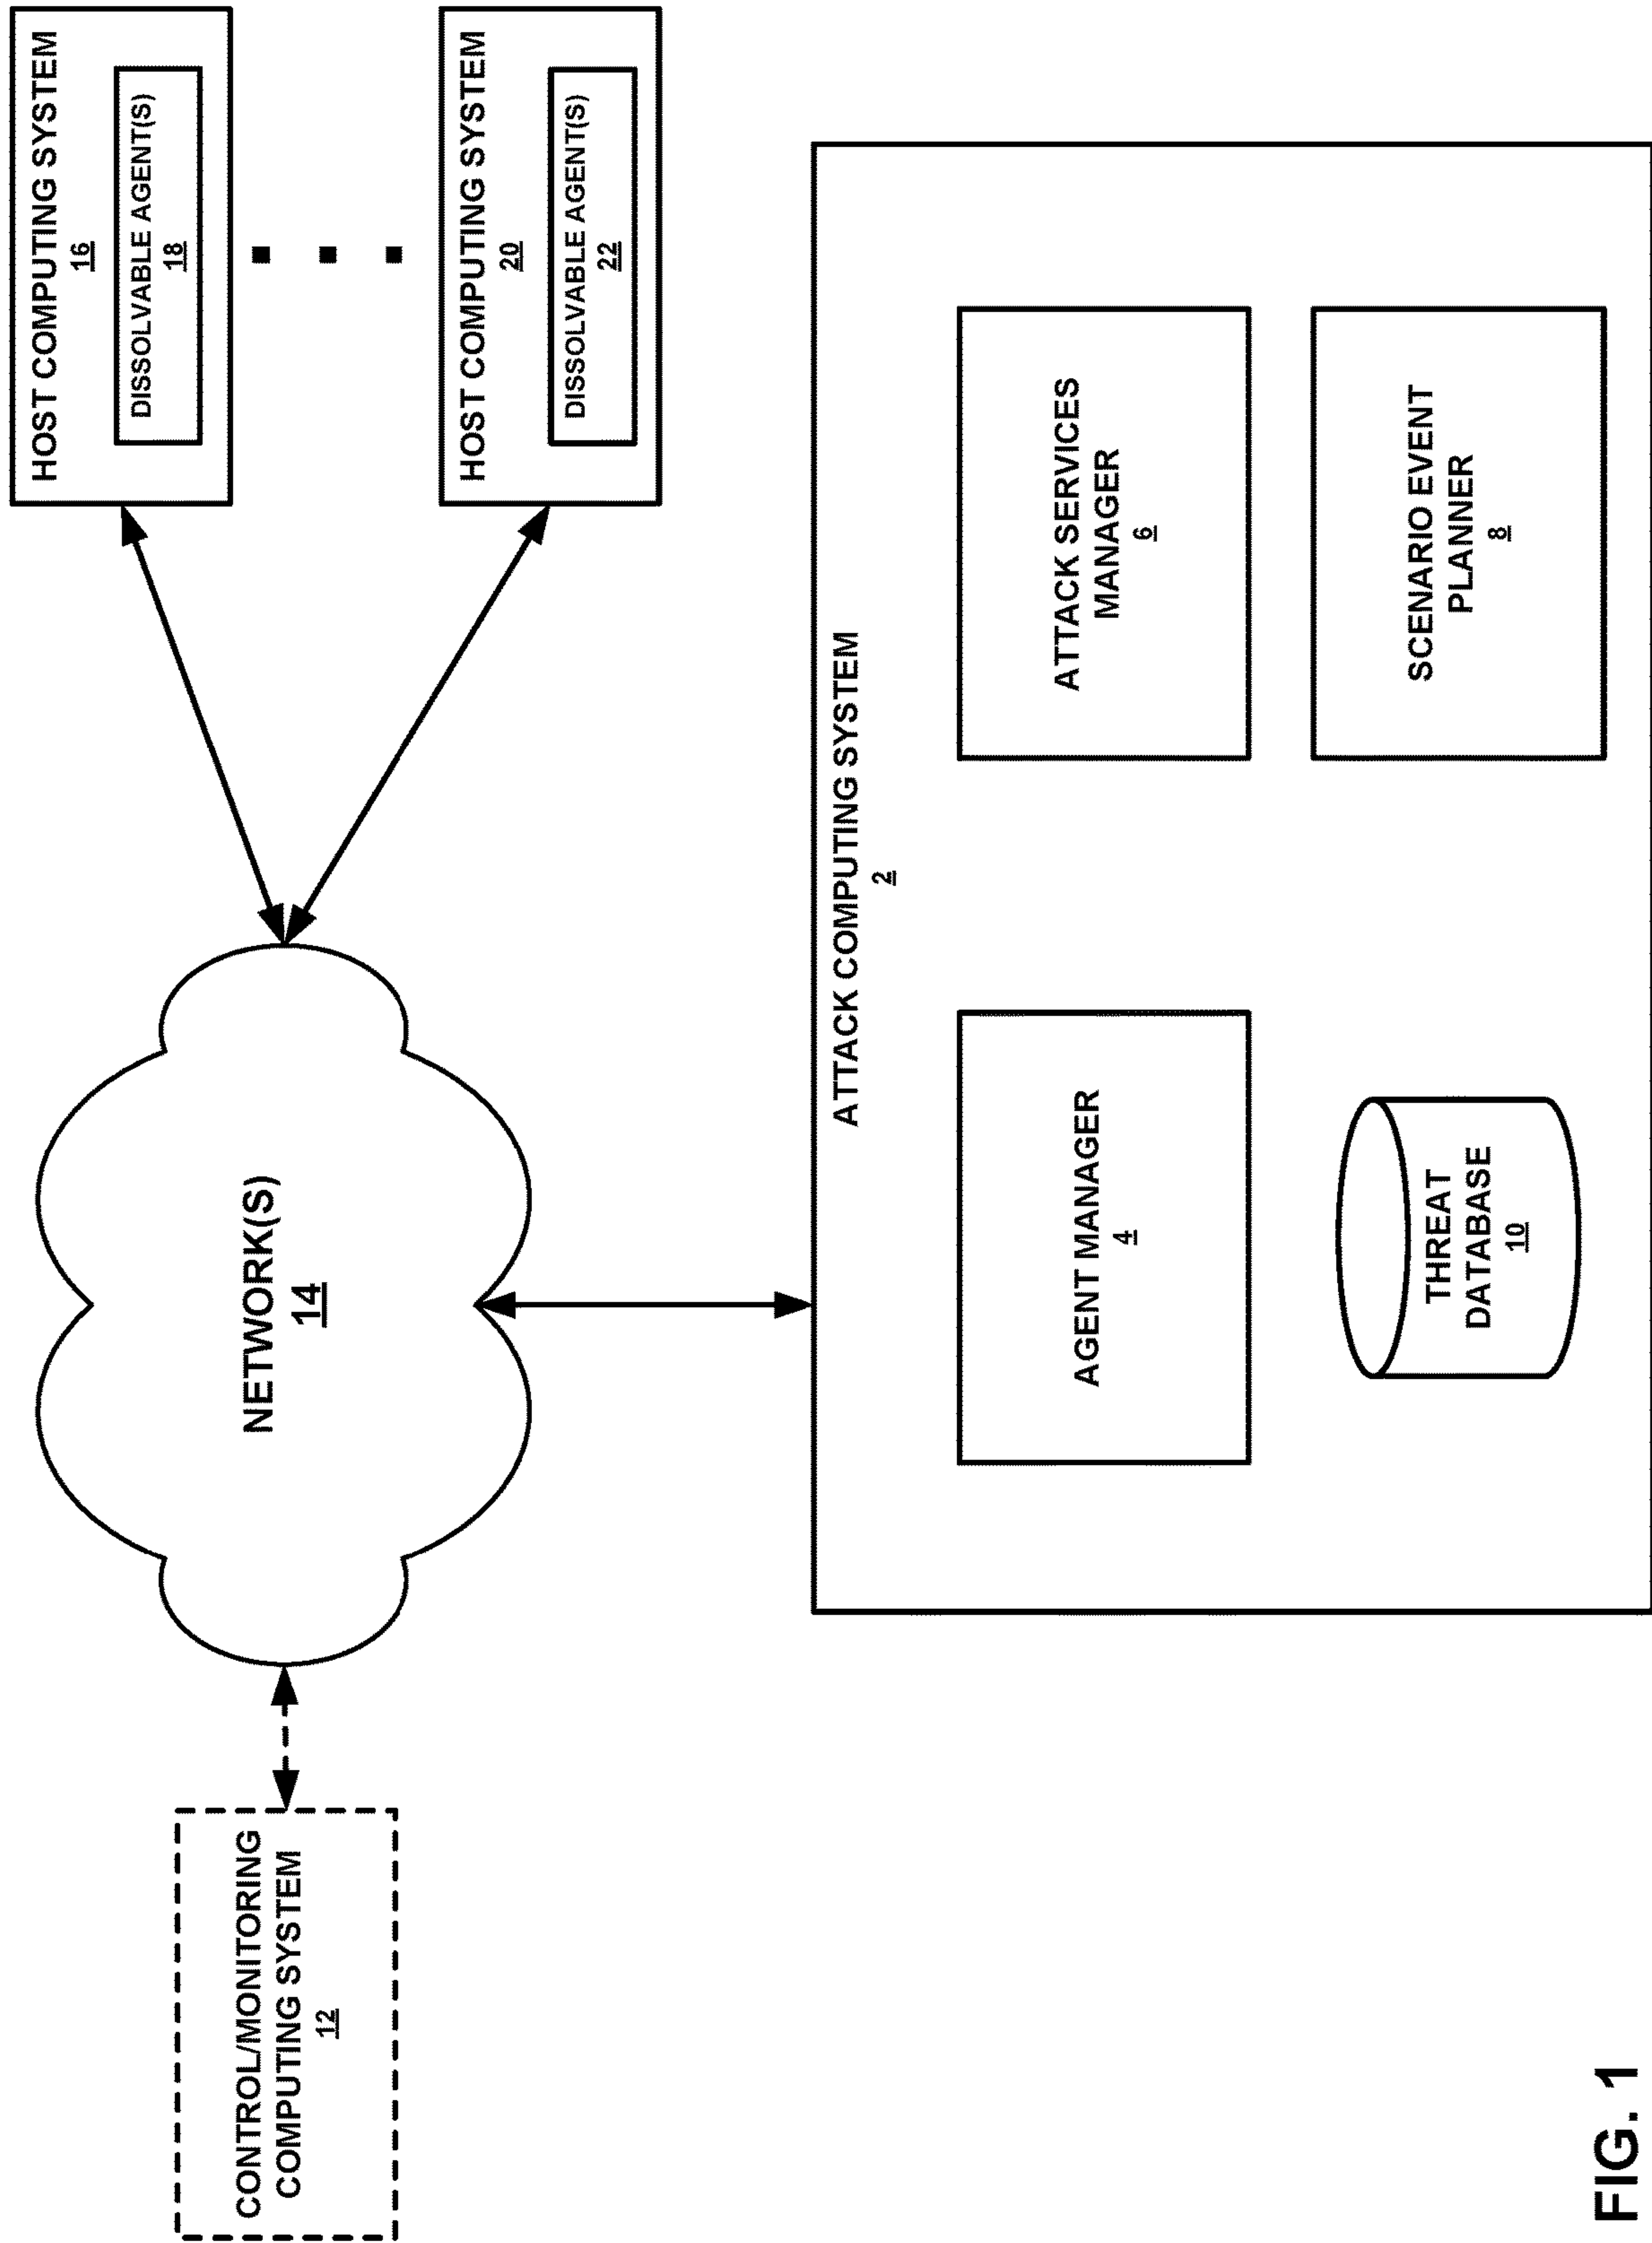 CONTROL/MONITORING
COMPUTING SYSTEM
12
NETWORK(S)
14
HOST COMPUTING SYSTEM
16
DISSOLVABLE AGENT(S)
18
HOST COMPUTING SYSTEM
20
DISSOLVABLE AGENT(S)
22
ATTACK COMPUTING SYSTEM
2
AGENT MANAGER
4
ATTACK SERVICES
MANAGER
6
THREAT
DATABASE
10
SCENARIO EVENT
PLANNER
8
FIG. 1